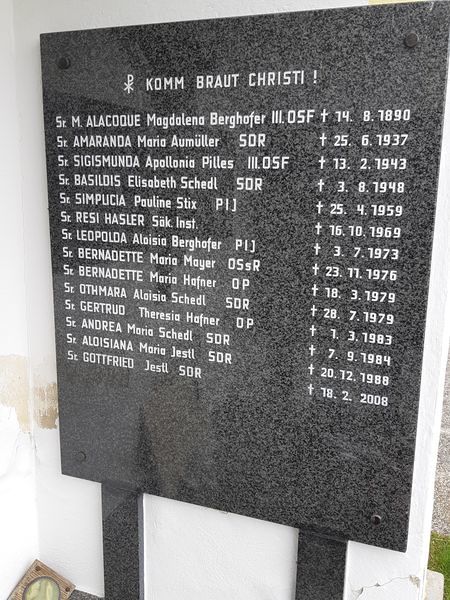 ☧ KOMM BRAUT CHRISTI !
Sr. M. ALACOQUE Magdalena Berghofer III. OSF † 14. 8. 1890
Sr. AMARANDA Maria Aumüller SDR † 25. 6. 1937
Sr. SIGISMUNDA Apollonia Pilles III. OSF † 13. 2. 1943
Sr. BASILDIS Elisabeth Schedl SDR † 3. 8. 1948
Sr. SIMPLICIA Pauline Stix PIJ † 25. 4. 1959
Sr. RESI HASLER Säk. Inst. † 16. 10. 1969
Sr. LEOPOLDA Aloisia Berghofer PIJ † 3. 7. 1973
Sr. BERNADETTE Maria Mayer OSsR † 23. 11. 1976
Sr. BERNADETTE Maria Hafner OP † 18. 3. 1979
Sr. OTHMARA Aloisia Schedl SDR † 28. 7. 1979
Sr. GERTRUD Theresia Hafner OP † 1. 3. 1983
Sr. ANDREA Maria Schedl SDR † 7. 9. 1984
Sr. ALOISIANA Maria Jestl SDR † 20. 12. 1988
Sr. GOTTFRIED Jestl SDR † 18. 2. 2008